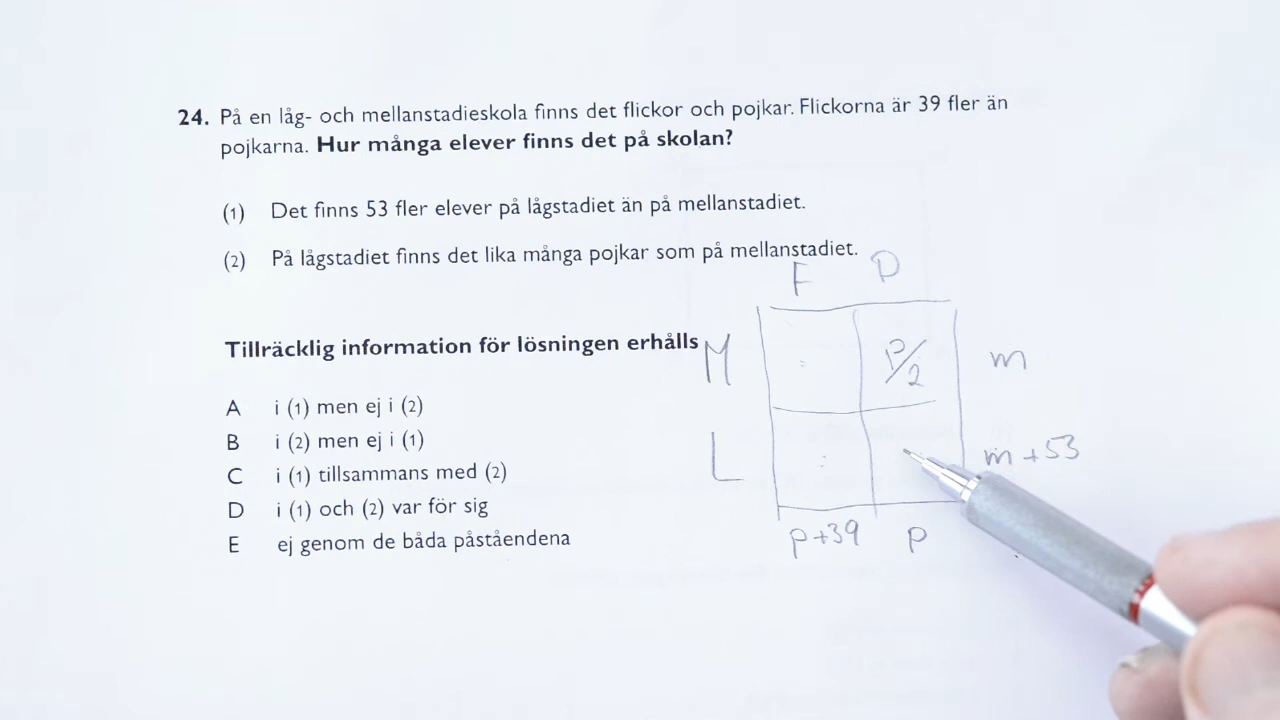 24. På en låg- och mellanstadieskola finns det flickor och pojkar. Flickorna är 39 fler än
pojkarna. Hur många elever finns det på skolan?
(1) Det finns 53 fler elever på lågstadiet än på mellanstadiet.
(2) På lågstadiet finns det lika många pojkar som på mellanstadiet.
F P
Tillräcklig information för lösningen erhålls
M P/2 m
A i (1) men ej i (2)
B i (2) men ej i (1)
L m + 53
C i (1) tillsammans med (2)
D i (1) och (2) var för sig
E ej genom de båda påståendena
p+39 p